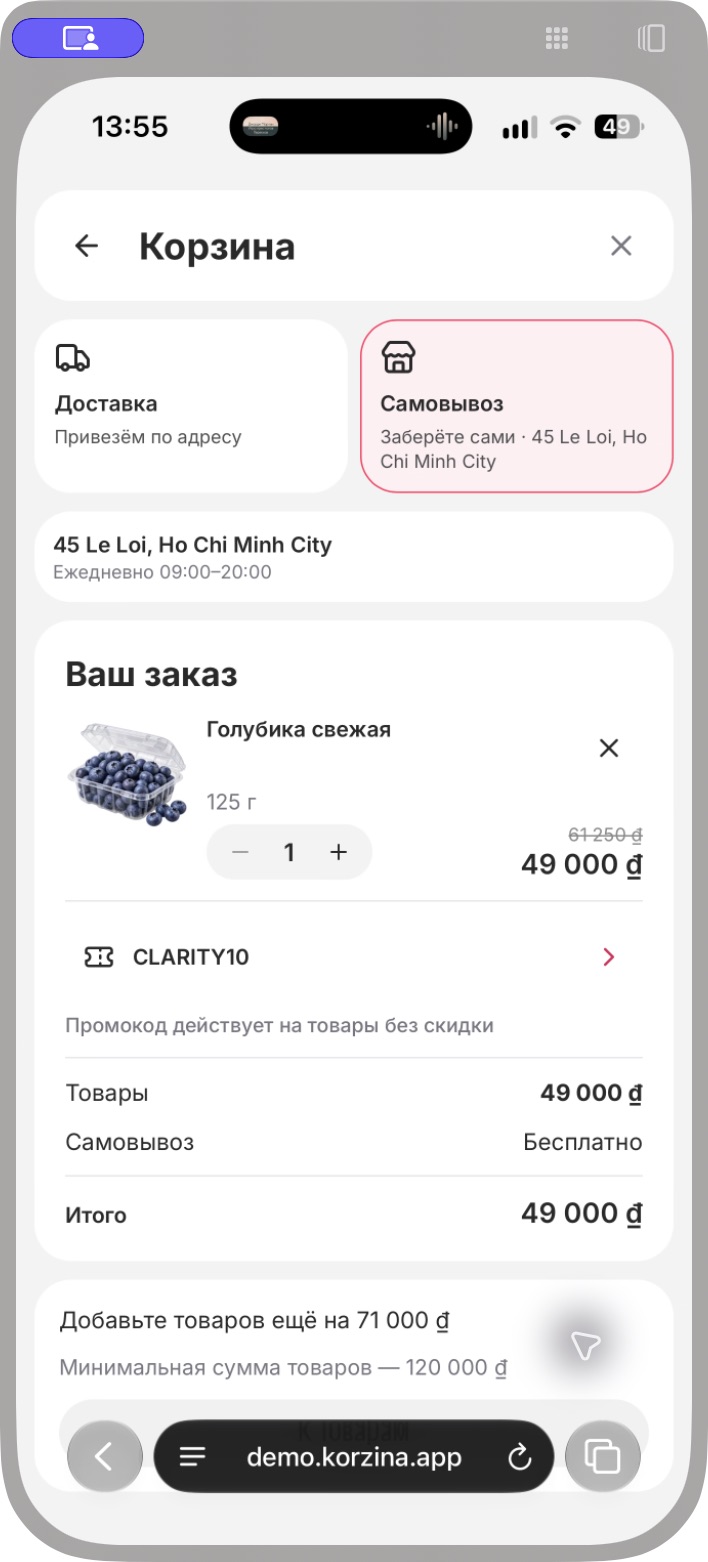 13:55
49
Корзина
Доставка
Привезём по адресу
Самовывоз
Заберёте сами · 45 Le Loi, Ho
Chi Minh City
45 Le Loi, Ho Chi Minh City
Ежедневно 09:00–20:00
Ваш заказ
Голубика свежая
125 г
1
61 250 ₫
49 000 ₫
CLARITY10
Промокод действует на товары без скидки
Товары
49 000 ₫
Самовывоз
Бесплатно
Итого
49 000 ₫
Добавьте товаров ещё на 71 000 ₫
Минимальная сумма товаров — 120 000 ₫
demo.korzina.app